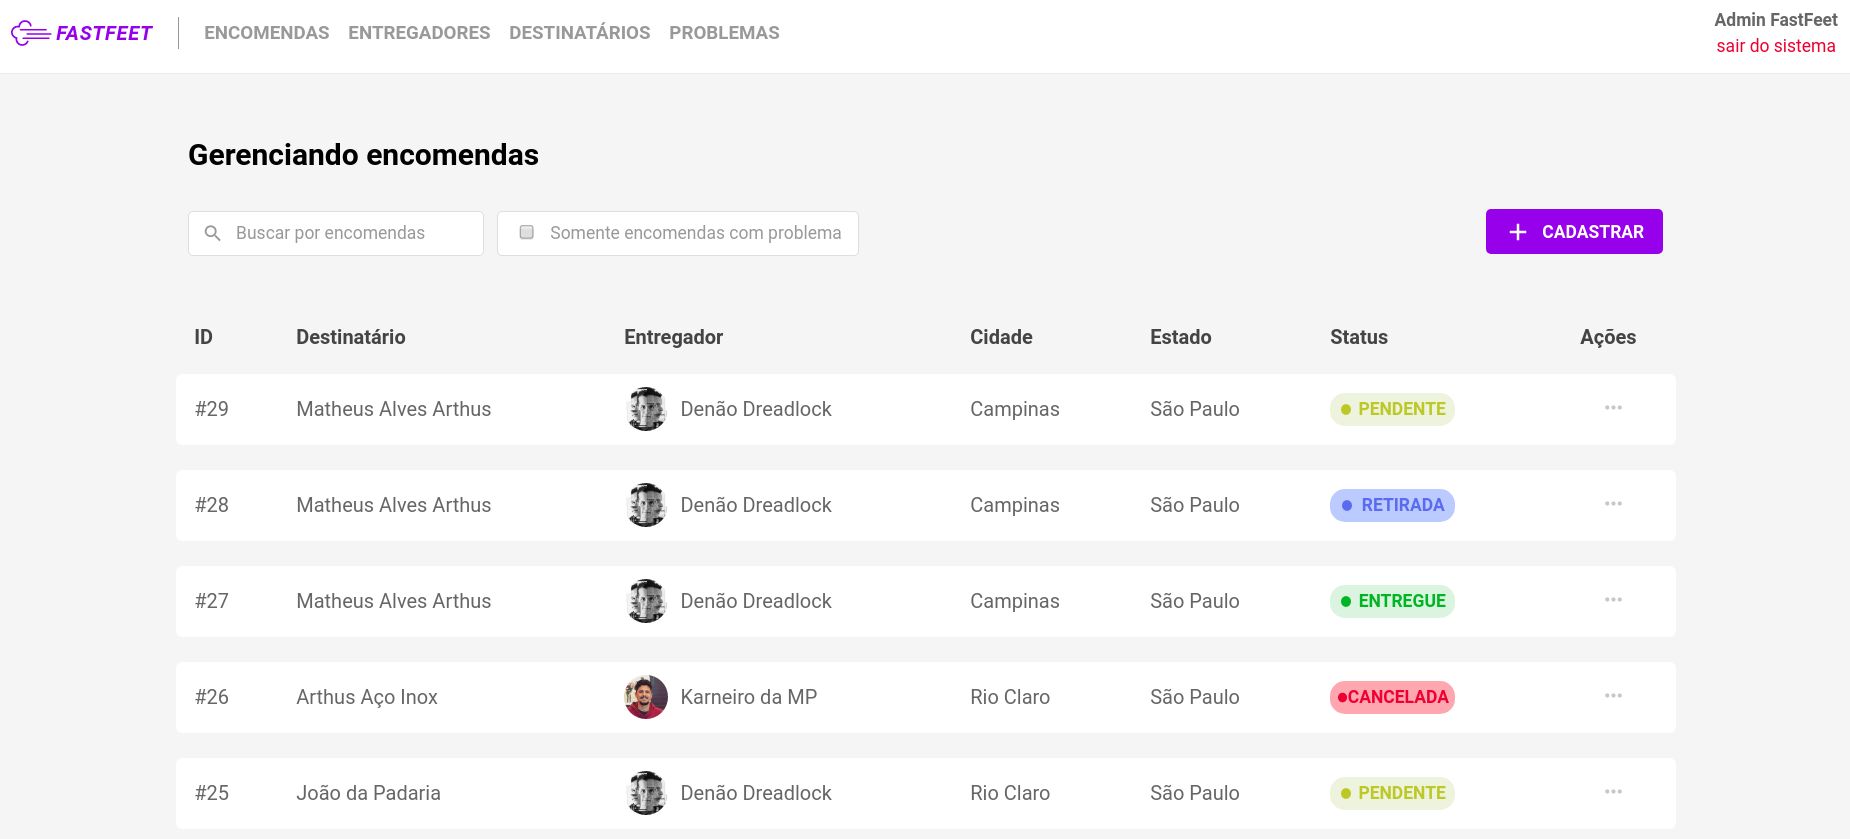 FASTFEET ENCOMENDAS ENTREGADORES DESTINATÁRIOS PROBLEMAS Admin FastFeet
sair do sistema
Gerenciando encomendas
Buscar por encomendas Somente encomendas com problema CADASTRAR
ID Destinatário Entregador Cidade Estado Status Ações
#29 Matheus Alves Arthus Denão Dreadlock Campinas São Paulo PENDENTE
#28 Matheus Alves Arthus Denão Dreadlock Campinas São Paulo RETIRADA
#27 Matheus Alves Arthus Denão Dreadlock Campinas São Paulo ENTREGUE
#26 Arthus Aço Inox Karneiro da MP Rio Claro São Paulo CANCELADA
#25 João da Padaria Denão Dreadlock Rio Claro São Paulo PENDENTE